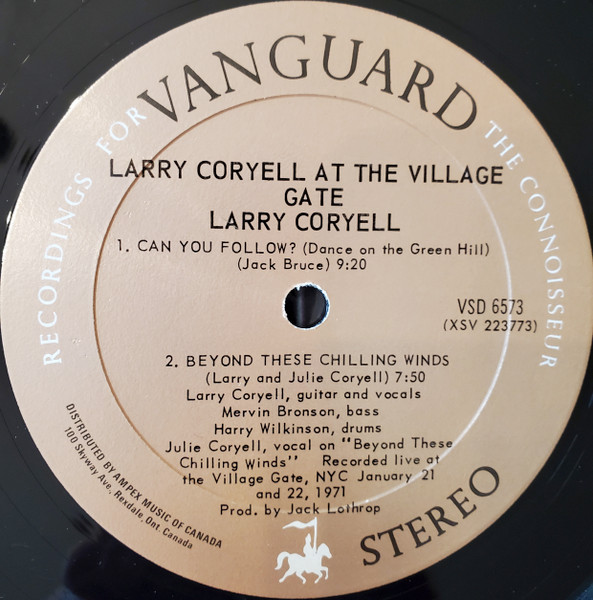 RECORDINGS FOR VANGUARD THE CONNOISSEUR
LARRY CORYELL AT THE VILLAGE
GATE
LARRY CORYELL
1. CAN YOU FOLLOW? (Dance on the Green Hill)
(Jack Bruce) 9:20
VSD 6573
(XSV 223773)
2. BEYOND THESE CHILLING WINDS
(Larry and Julie Coryell) 7:50
Larry Coryell, guitar and vocals
Mervin Bronson, bass
Harry Wilkinson, drums
Julie Coryell, vocal on "Beyond These
Chilling Winds" Recorded live at
the Village Gate, NYC January 21
and 22, 1971
Prod. by Jack Lothrop
DISTRIBUTED BY AMPEX MUSIC OF CANADA
100 Skyway Ave., Rexdale, Ont. Canada
STEREO